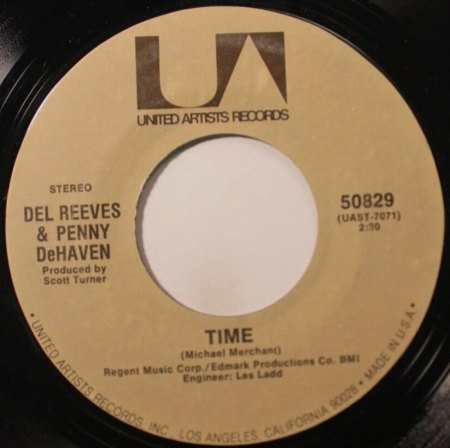 UA
UNITED ARTISTS RECORDS
STEREO
DEL REEVES
& PENNY
DeHAVEN
Produced by
Scott Turner
50829
(UAST-7071)
2:30
TIME
(Michael Merchant)
Regent Music Corp./Edmark Productions Co. BMI
Engineer: Les Ladd
• UNITED ARTISTS RECORDS, INC., LOS ANGELES, CALIFORNIA 90028 • MADE IN U.S.A. •